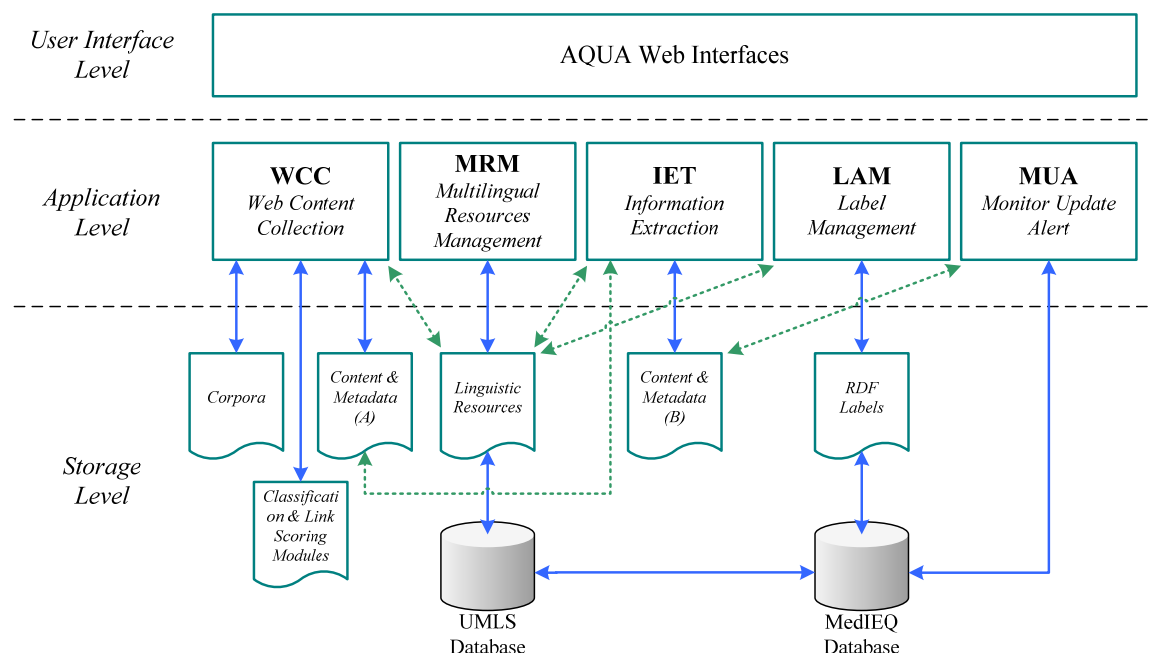 User Interface
Level
AQUA Web Interfaces
Application
Level
WCC
Web Content
Collection
MRM
Multilingual
Resources
Management
IET
Information
Extraction
LAM
Label
Management
MUA
Monitor Update
Alert
Storage
Level
Corpora
Content &
Metadata
(A)
Linguistic
Resources
Content &
Metadata
(B)
RDF
Labels
Classificati
on & Link
Scoring
Modules
UMLS
Database
MedIEQ
Database